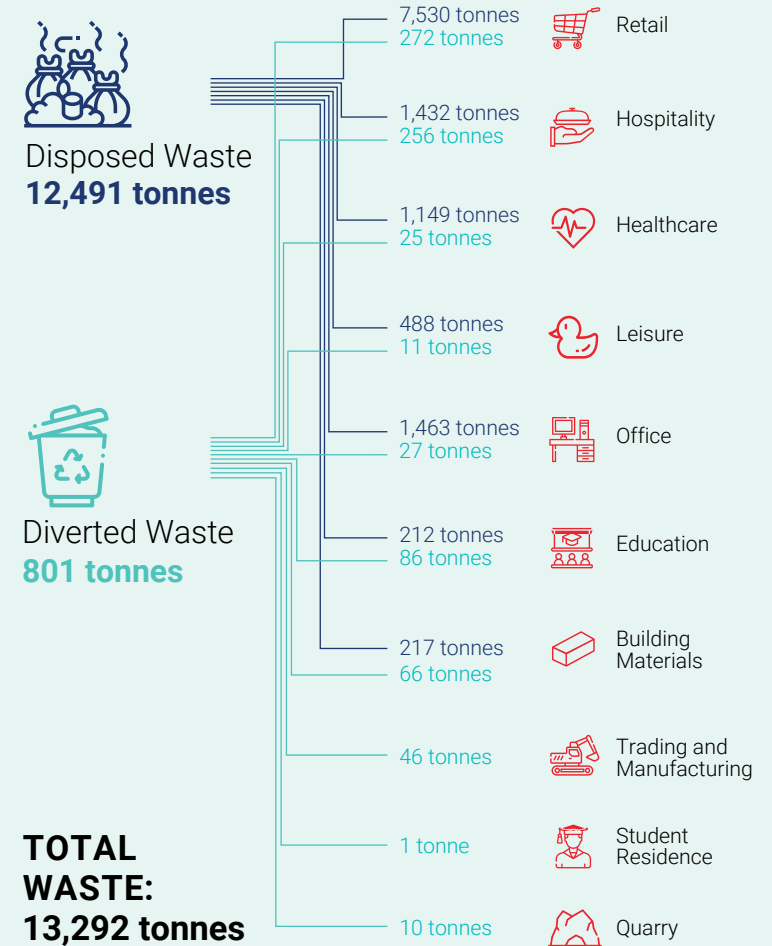 7,530 tonnes
272 tonnes
Retail
Disposed Waste
12,491 tonnes
1,432 tonnes
256 tonnes
Hospitality
1,149 tonnes
25 tonnes
Healthcare
488 tonnes
11 tonnes
Leisure
Diverted Waste
801 tonnes
1,463 tonnes
27 tonnes
Office
212 tonnes
86 tonnes
Education
217 tonnes
66 tonnes
Building
Materials
46 tonnes
Trading and
Manufacturing
1 tonne
Student
Residence
10 tonnes
Quarry
TOTAL
WASTE:
13,292 tonnes